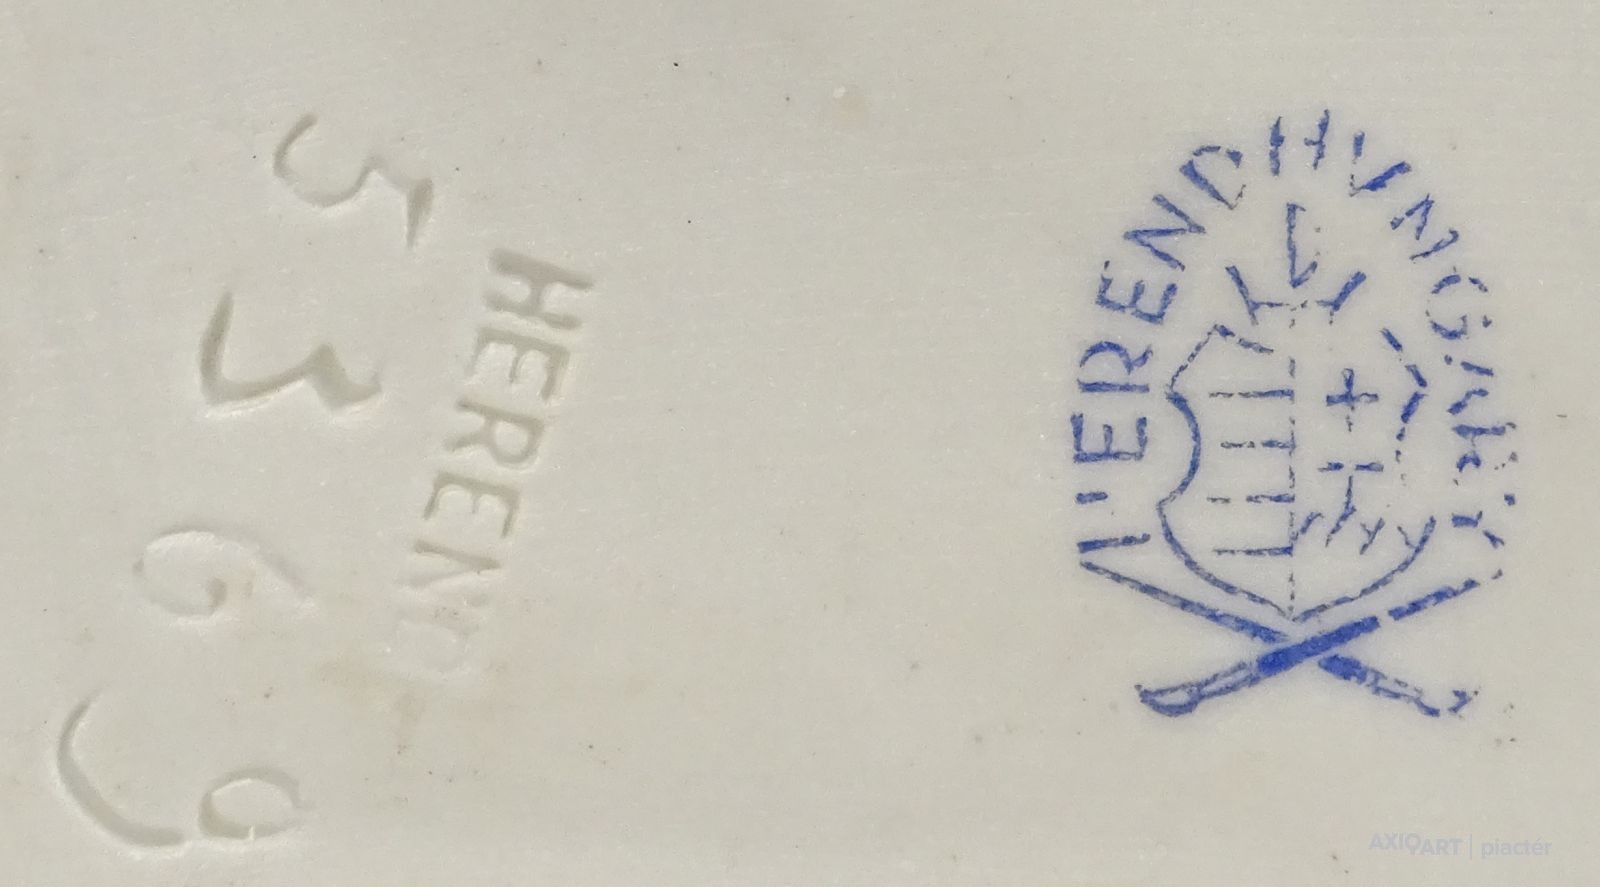 5369
HEREND
HEREND HUNGARY
AXIOART | piactér